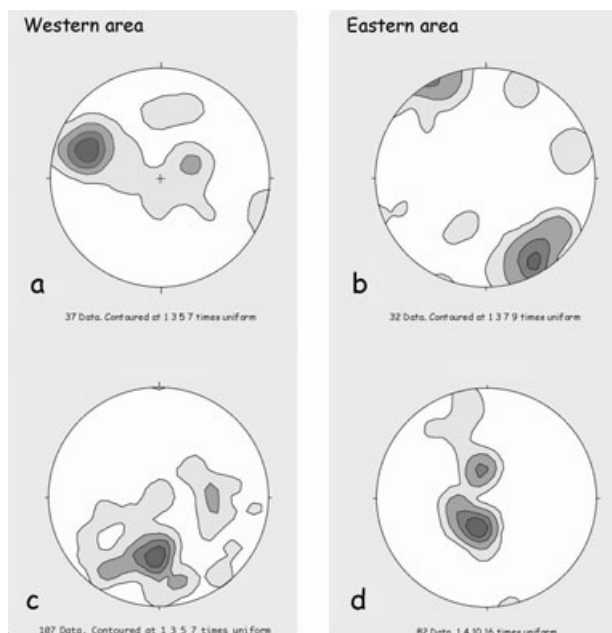 Western area
Eastern area
a
b
37 Data. Contoured at 1 3 5 7 times uniform
32 Data. Contoured at 1 3 7 9 times uniform
c
d
107 Data. Contoured at 1 3 5 7 times uniform
82 Data. 1 4 10 16 times uniform